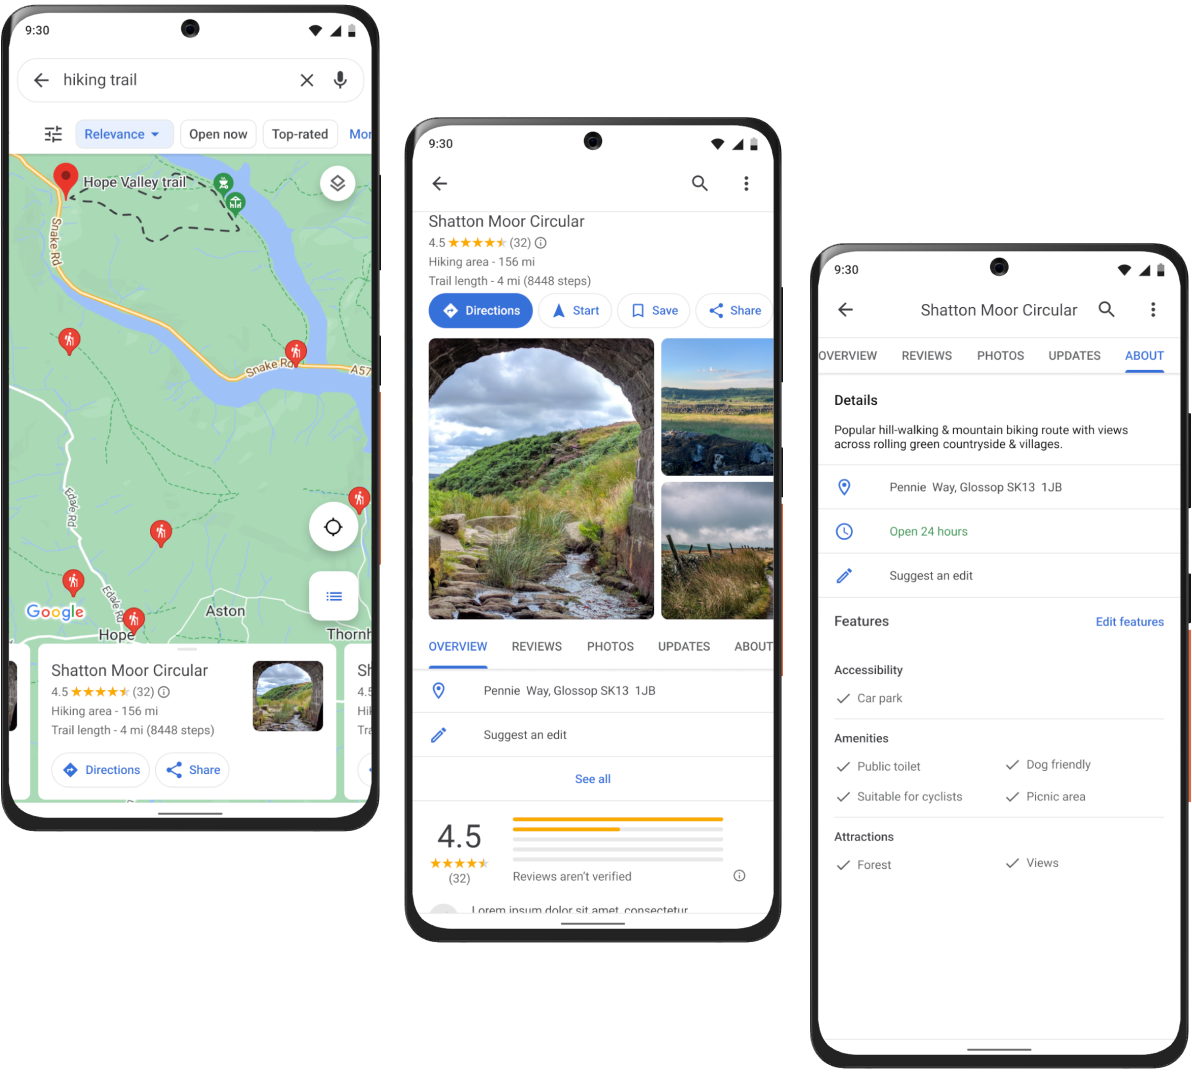 9:30
hiking trail
Relevance
Open now
Top-rated
Mor
Hope Valley trail
Snake Rd
Snake Rd
A57
Edale Rd
Edale Rd
Google
Aston
Hope
Thornh
Shatton Moor Circular
4.5 (32)
Hiking area - 156 mi
Trail length - 4 mi (8448 steps)
Directions
Share
Sh
4.5
Hik
Tra
9:30
Shatton Moor Circular
4.5 (32)
Hiking area - 156 mi
Trail length - 4 mi (8448 steps)
Directions
Start
Save
Share
OVERVIEW REVIEWS PHOTOS UPDATES ABOUT
Pennie Way, Glossop SK13 1JB
Suggest an edit
See all
4.5
(32)
Reviews aren't verified
Lorem ipsum dolor sit amet, consectetur
9:30
Shatton Moor Circular
OVERVIEW REVIEWS PHOTOS UPDATES ABOUT
Details
Popular hill-walking & mountain biking route with views
across rolling green countryside & villages.
Pennie Way, Glossop SK13 1JB
Open 24 hours
Suggest an edit
Features
Edit features
Accessibility
Car park
Amenities
Public toilet
Dog friendly
Suitable for cyclists
Picnic area
Attractions
Forest
Views